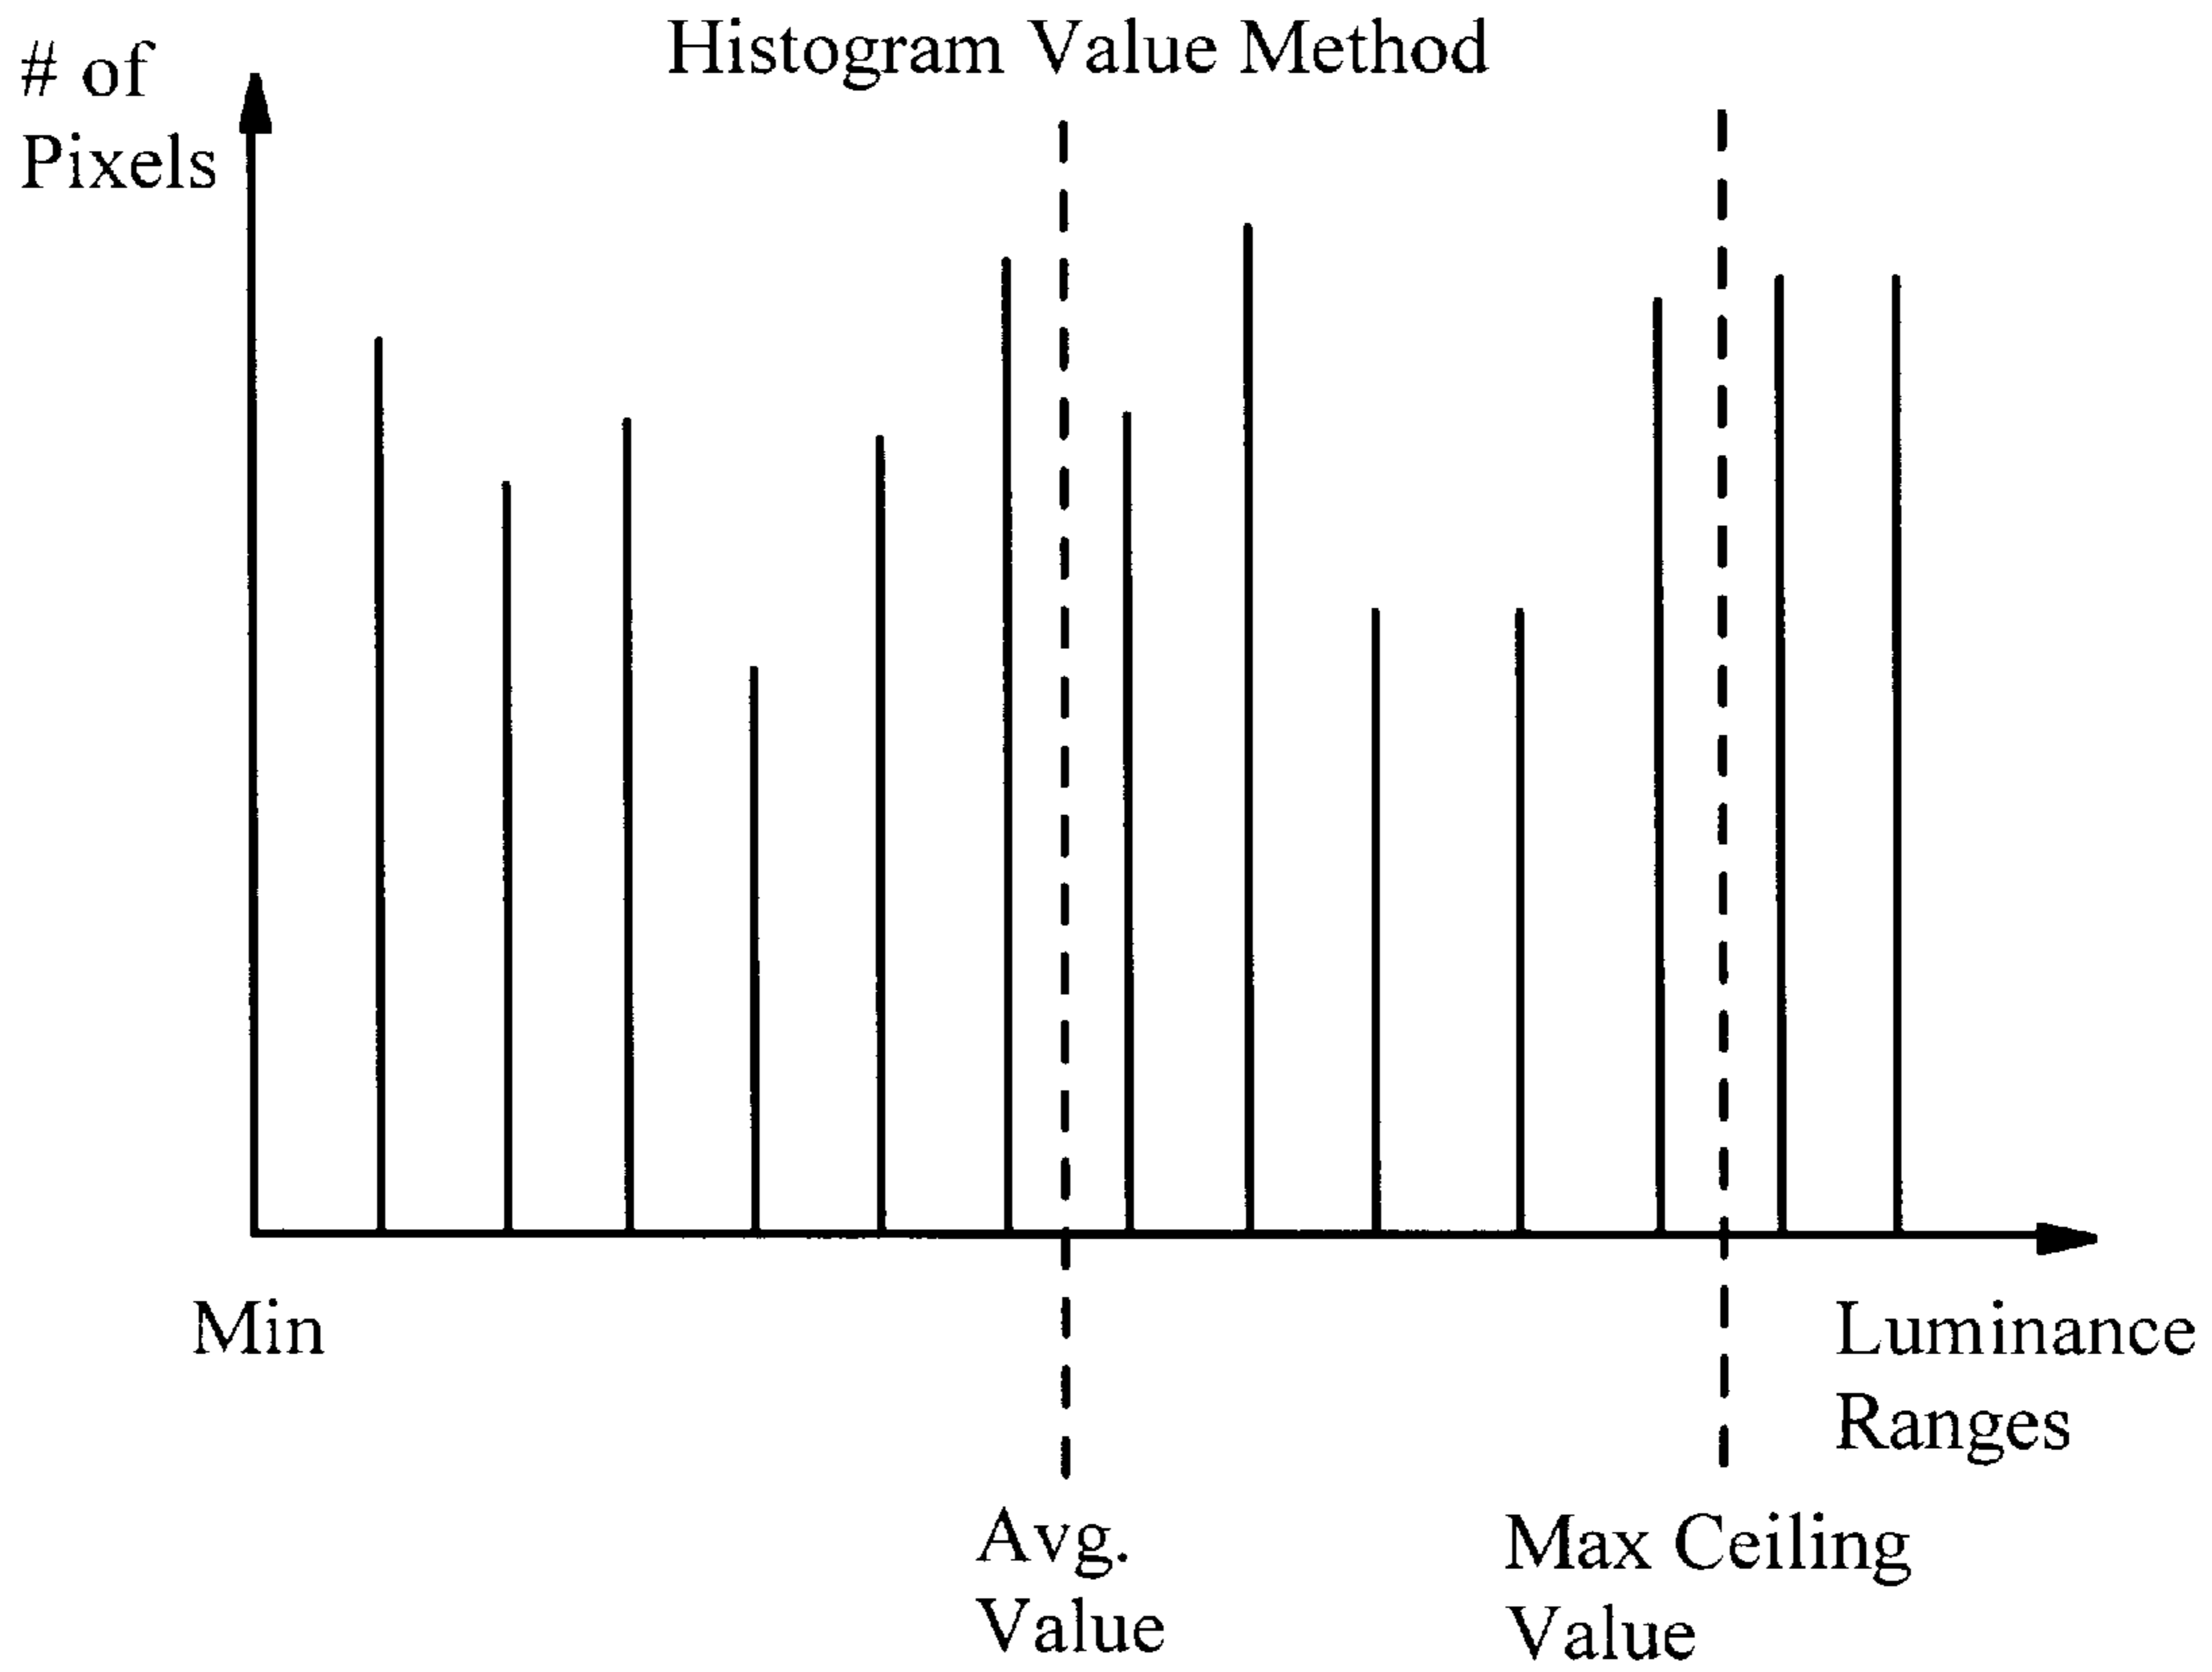 Histogram Value Method
# of
Pixels
Min
Luminance
Ranges
Avg.
Value
Max Ceiling
Value